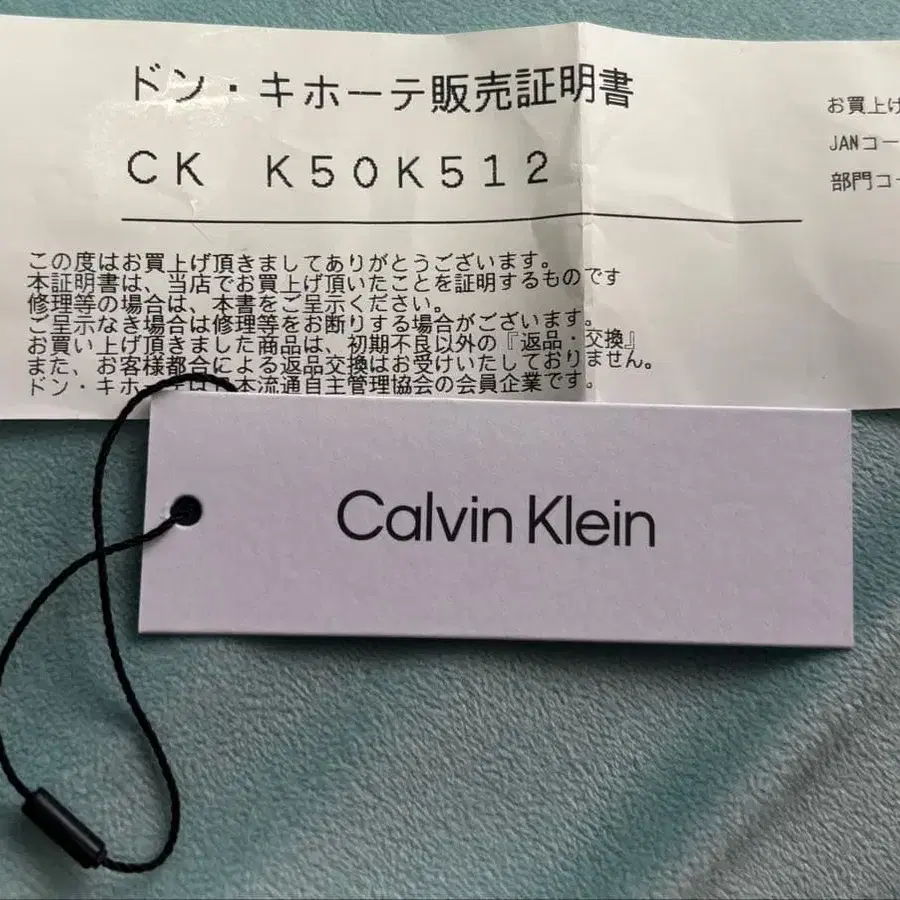 ドン・キホーテ販売証明書
CK K50K512
お買上げ
JANコー
部門コー
この度はお買上げ頂きましてありがとうございます。
本証明書は、当店でお買上げ頂いたことを証明するものです
修理等の場合は、本書をご呈示ください。
ご呈示なき場合は修理等をお断りする場合がございます。
お買い上げ頂きました商品は、初期不良以外の『返品・交換』
また、お客様都合による返品交換はお受けいたしておりません。
ドン・キホーテは日本流通自主管理協会の会員企業です。
Calvin Klein